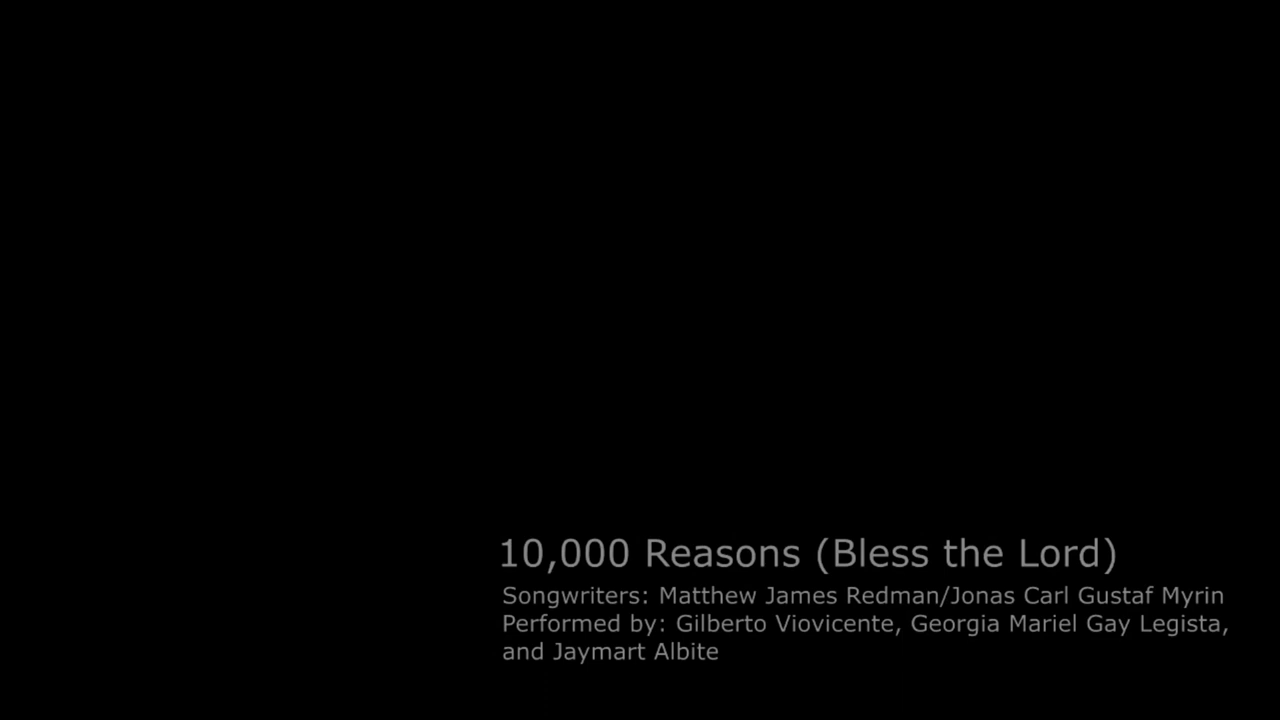 10,000 Reasons (Bless the Lord)
Songwriters: Matthew James Redman/Jonas Carl Gustaf Myrin
Performed by: Gilberto Viovicente, Georgia Mariel Gay Legista,
and Jaymart Albite